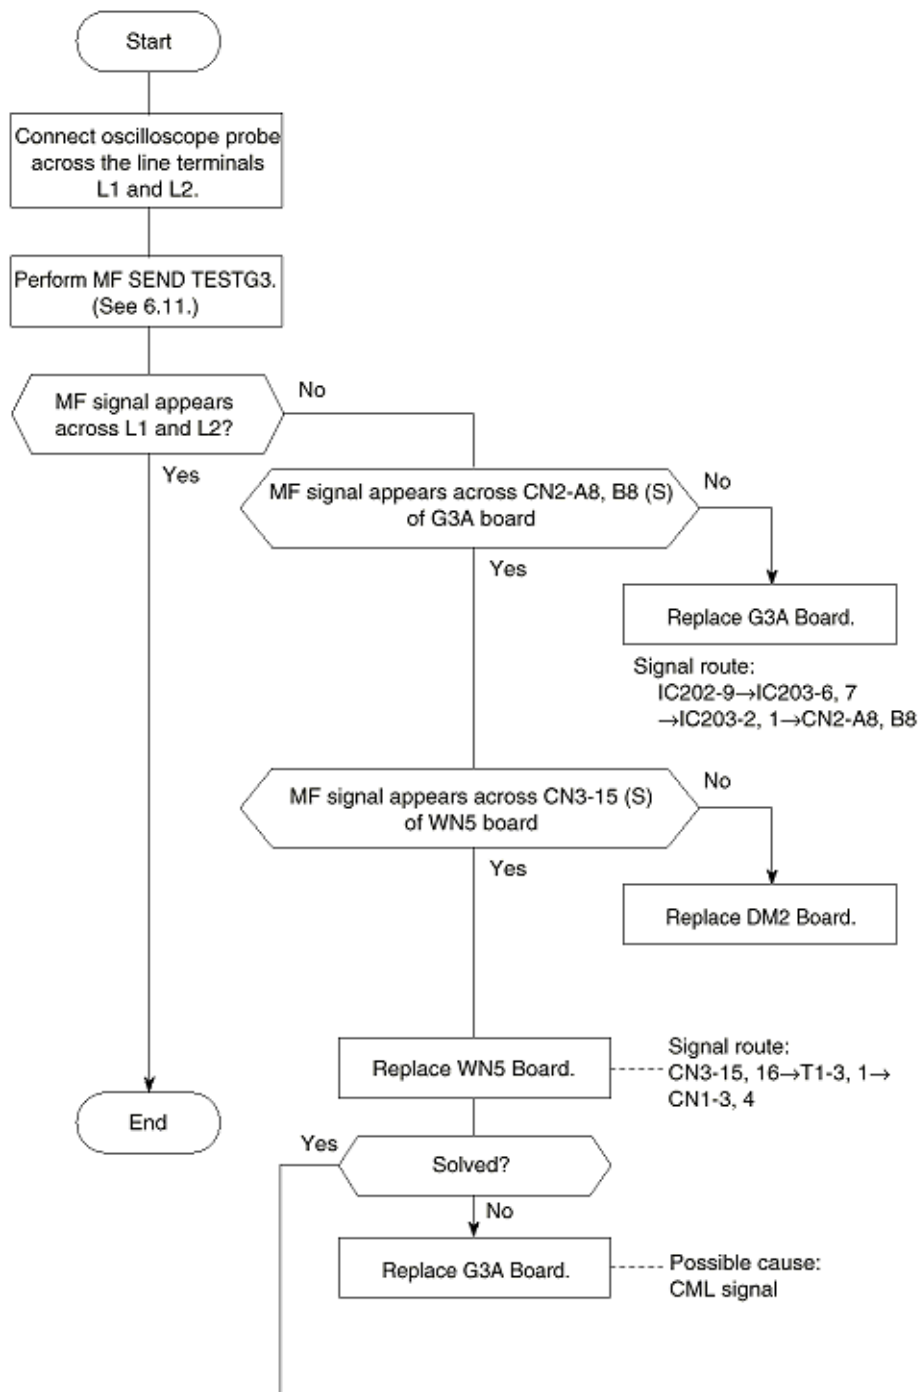 Start
Connect oscilloscope probe
across the line terminals
L1 and L2.
Perform MF SEND TESTG3.
(See 6.11.)
MF signal appears
across L1 and L2?
No
Yes
MF signal appears across CN2-A8, B8 (S)
of G3A board
No
Yes
Replace G3A Board.
Signal route:
IC202-9→IC203-6, 7
→IC203-2, 1→CN2-A8, B8
MF signal appears across CN3-15 (S)
of WN5 board
No
Yes
Replace DM2 Board.
Replace WN5 Board.
Signal route:
CN3-15, 16→T1-3, 1→
CN1-3, 4
End
Yes
Solved?
No
Replace G3A Board.
Possible cause:
CML signal